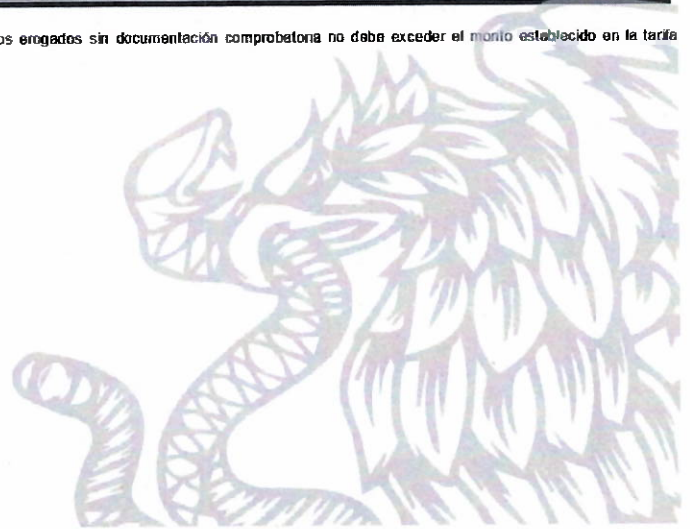 os erogados sin documentación comprobatoria no debe exceder el monto establecido en la tarifa